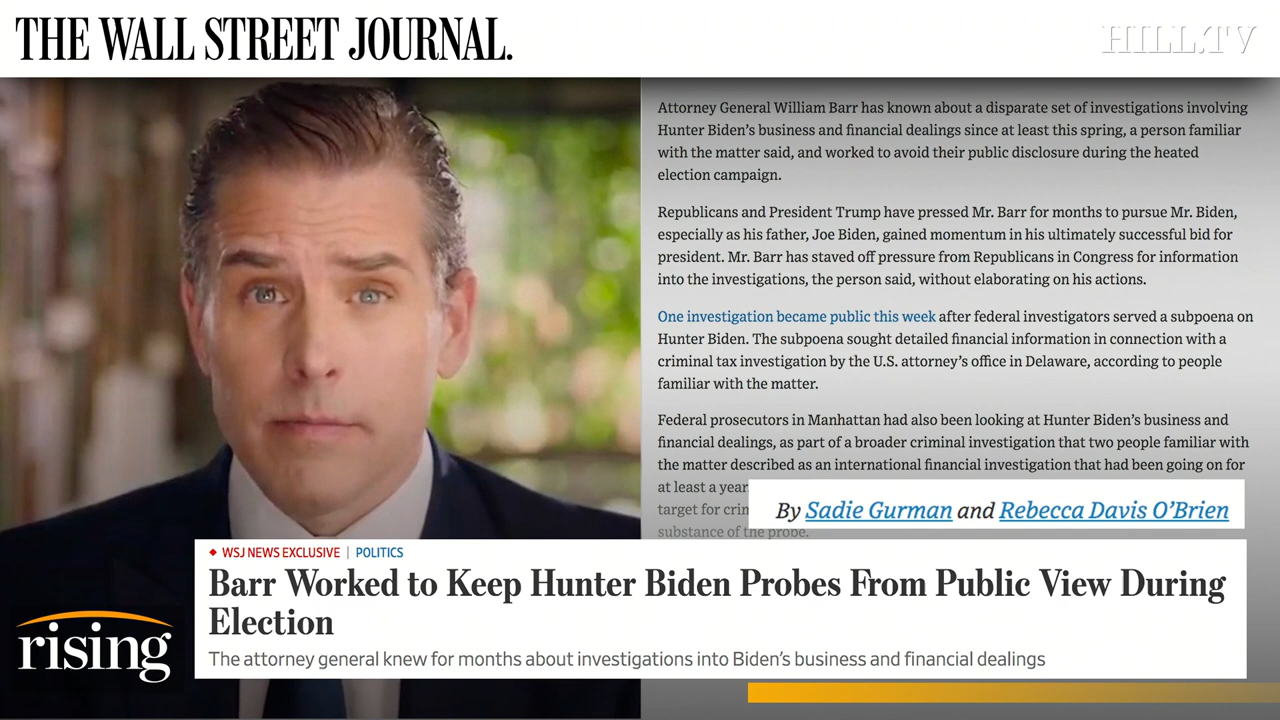 THE WALL STREET JOURNAL.
HILL.TV
Attorney General William Barr has known about a disparate set of investigations involving
Hunter Biden’s business and financial dealings since at least this spring, a person familiar
with the matter said, and worked to avoid their public disclosure during the heated
election campaign.
Republicans and President Trump have pressed Mr. Barr for months to pursue Mr. Biden,
especially as his father, Joe Biden, gained momentum in his ultimately successful bid for
president. Mr. Barr has staved off pressure from Republicans in Congress for information
into the investigations, the person said, without elaborating on his actions.
One investigation became public this week after federal investigators served a subpoena on
Hunter Biden. The subpoena sought detailed financial information in connection with a
criminal tax investigation by the U.S. attorney’s office in Delaware, according to people
familiar with the matter.
Federal prosecutors in Manhattan had also been looking at Hunter Biden’s business and
financial dealings, as part of a broader criminal investigation that two people familiar with
the matter described as an international financial investigation that had been going on for
at least a year
target for crim
substance of the probe.
By Sadie Gurman and Rebecca Davis O’Brien
WSJ NEWS EXCLUSIVE | POLITICS
Barr Worked to Keep Hunter Biden Probes From Public View During
Election
The attorney general knew for months about investigations into Biden’s business and financial dealings
rising